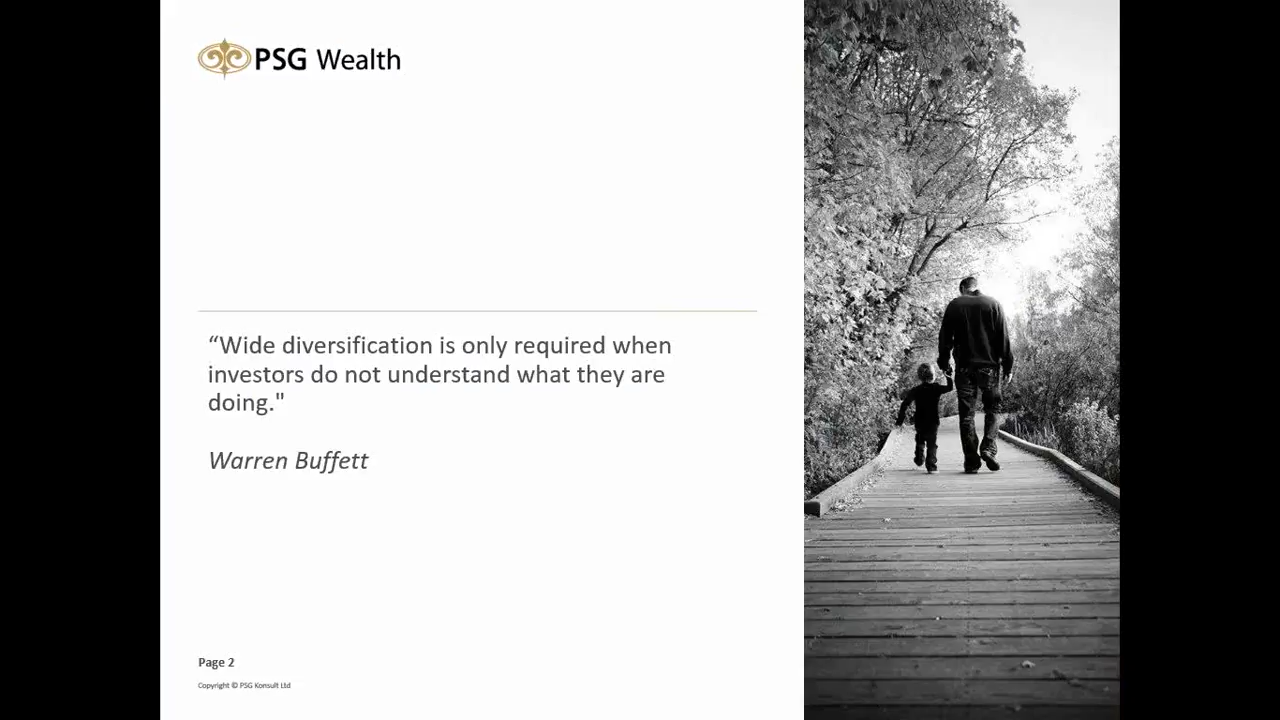 PSG Wealth
“Wide diversification is only required when
investors do not understand what they are
doing."
Warren Buffett
Page 2
Copyright © PSG Konsult Ltd